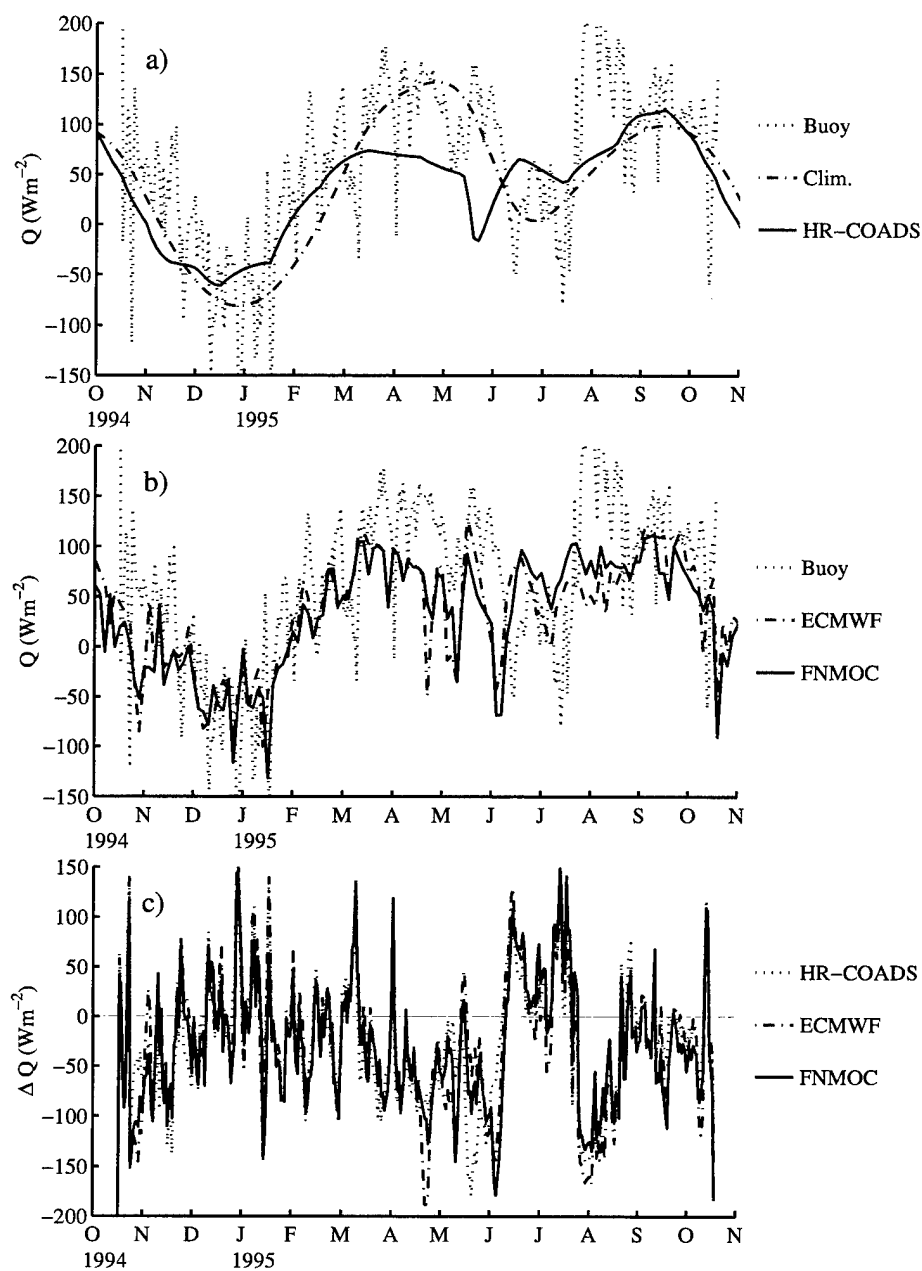 200
150
100
50
0
−50
−100
−150
Q (Wm−2)
a)
Buoy
Clim.
HR−COADS
O N D J F M A M J J A S O N
1994 1995
200
150
100
50
0
−50
−100
−150
Q (Wm−2)
b)
Buoy
ECMWF
FNMOC
O N D J F M A M J J A S O N
1994 1995
150
100
50
0
−50
−100
−150
−200
Δ Q (Wm−2)
c)
HR−COADS
ECMWF
FNMOC
O N D J F M A M J J A S O N
1994 1995